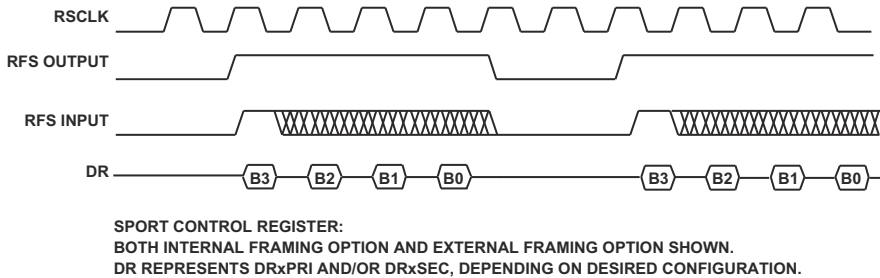 RSCLK
RFS OUTPUT
RFS INPUT
DR B3 B2 B1 B0 B3 B2 B1 B0
SPORT CONTROL REGISTER:
BOTH INTERNAL FRAMING OPTION AND EXTERNAL FRAMING OPTION SHOWN.
DR REPRESENTS DRxPRI AND/OR DRxSEC, DEPENDING ON DESIRED CONFIGURATION.